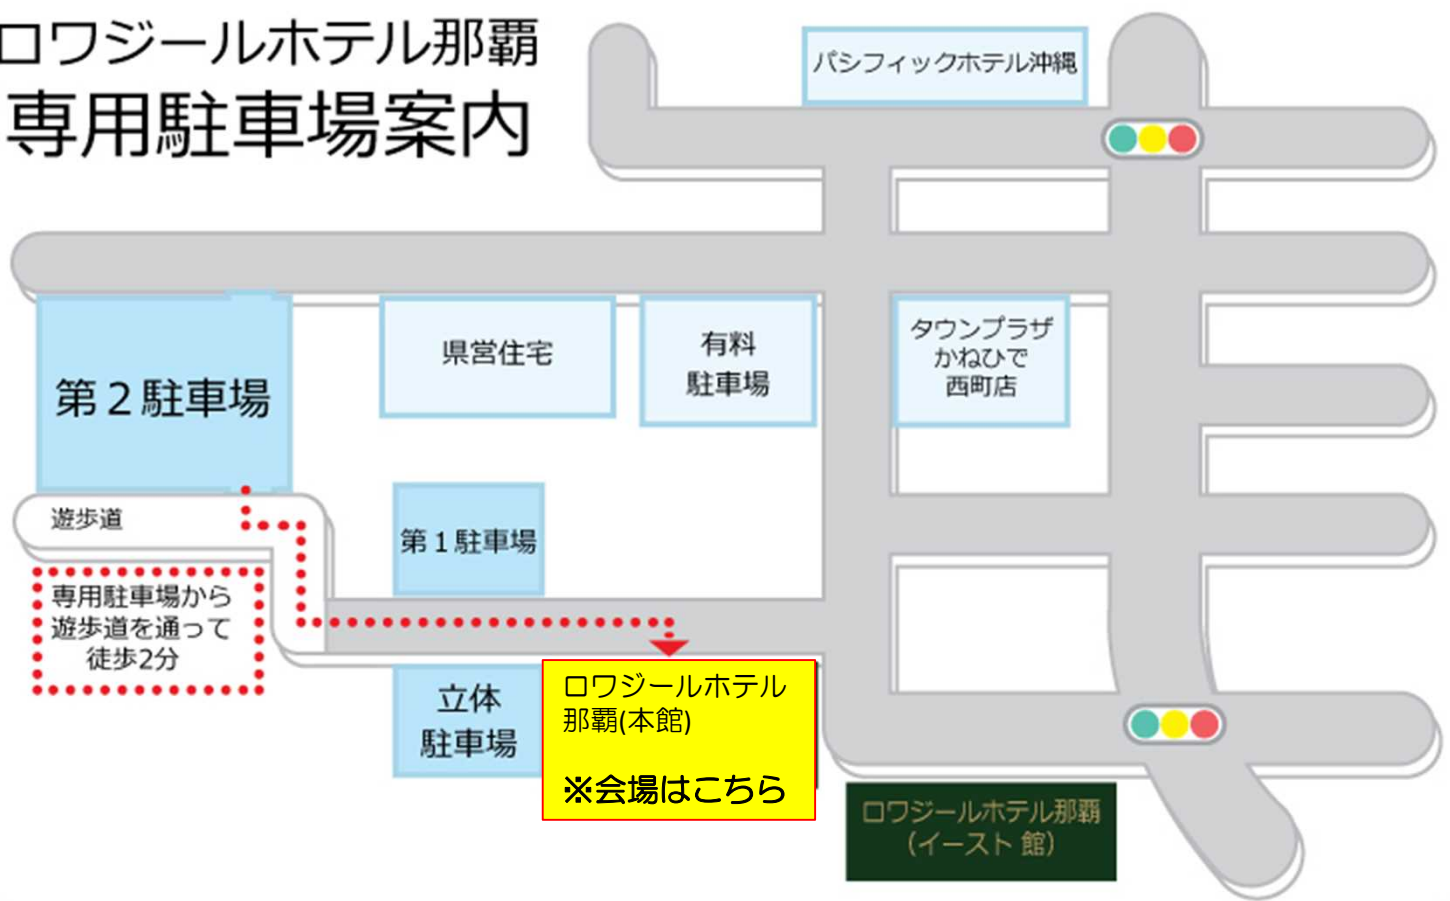 ロワジールホテル那覇
専用駐車場案内
パシフィックホテル沖縄
第2駐車場
県営住宅
有料
駐車場
タウンプラザ
かねひで
西町店
遊歩道
第1駐車場
専用駐車場から
遊歩道を通って
徒歩2分
立体
駐車場
ロワジールホテル
那覇(本館)
※会場はこちら
ロワジールホテル那覇
（イースト 館）